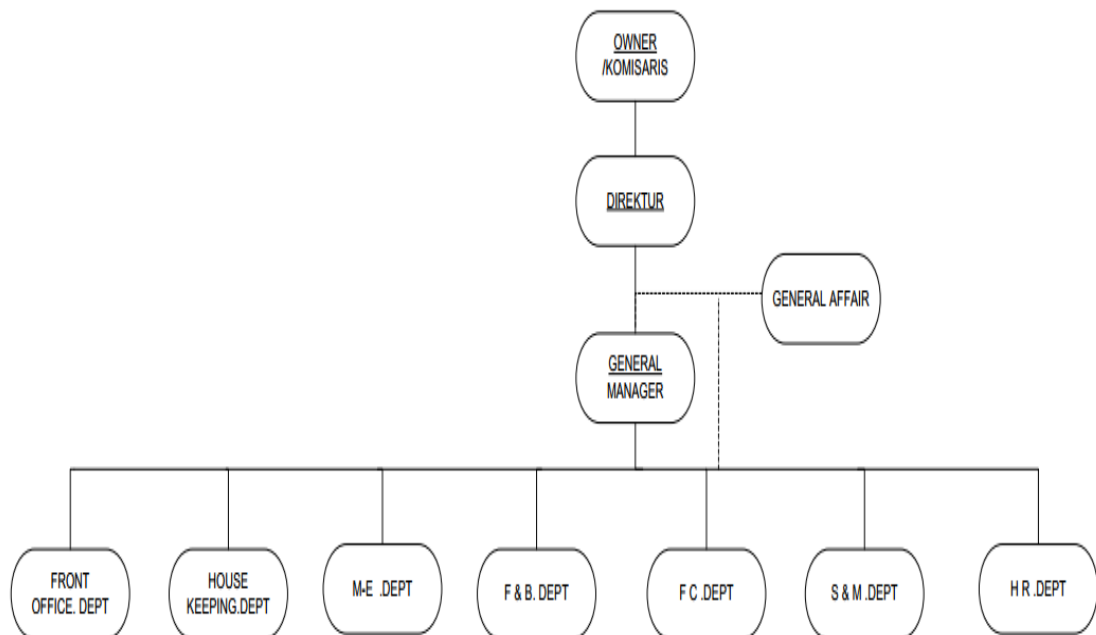 OWNER
/KOMISARIS
DIREKTUR
GENERAL AFFAIR
GENERAL
MANAGER
FRONT
OFFICE. DEPT
HOUSE
KEEPING.DEPT
M-E .DEPT
F & B. DEPT
F C .DEPT
S & M .DEPT
H R .DEPT